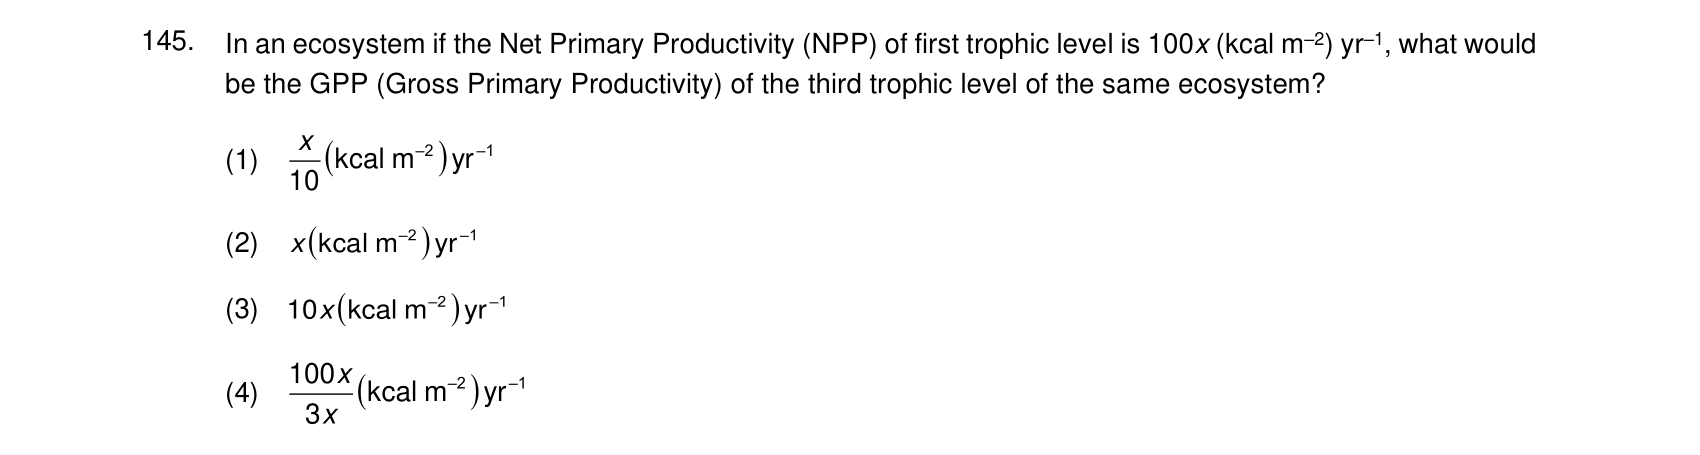 145. In an ecosystem if the Net Primary Productivity (NPP) of first trophic level is 100x (kcal m⁻²) yr⁻¹, what would
be the GPP (Gross Primary Productivity) of the third trophic level of the same ecosystem?
(1) x/10 (kcal m⁻²) yr⁻¹
(2) x(kcal m⁻²) yr⁻¹
(3) 10x(kcal m⁻²) yr⁻¹
(4) 100x/3x (kcal m⁻²) yr⁻¹